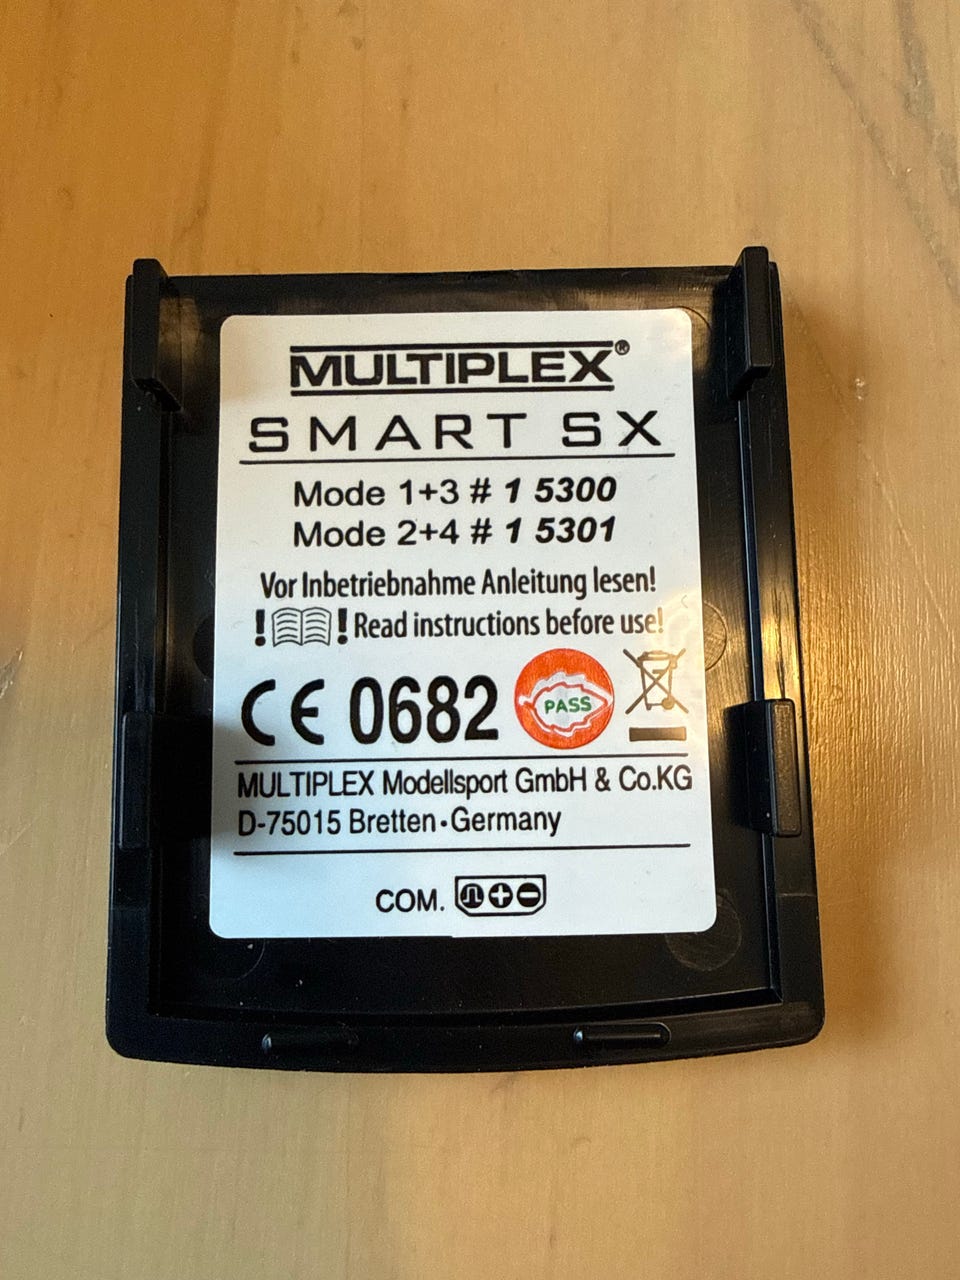 MULTIPLEX®
SMART SX
Mode 1+3 # 1 5300
Mode 2+4 # 1 5301
Vor Inbetriebnahme Anleitung lesen!
! ! Read instructions before use!
CE 0682 PASS
MULTIPLEX Modellsport GmbH & Co.KG
D-75015 Bretten·Germany
COM.